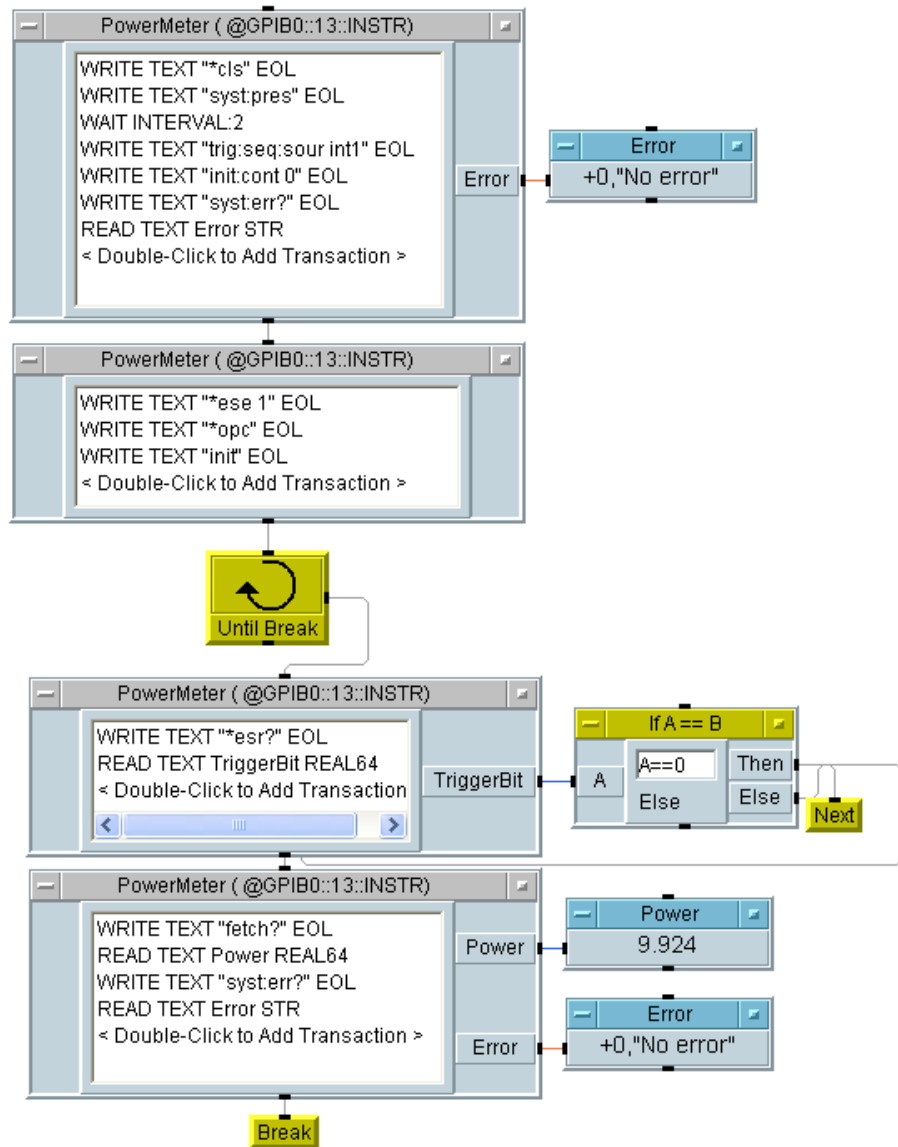 PowerMeter ( @GPIB0::13::INSTR)
WRITE TEXT "*cls" EOL
WRITE TEXT "syst:pres" EOL
WAIT INTERVAL:2
WRITE TEXT "trig:seq:sour int1" EOL
WRITE TEXT "init:cont 0" EOL
WRITE TEXT "syst:err?" EOL
READ TEXT Error STR
< Double-Click to Add Transaction >
Error
Error
+0,"No error"
PowerMeter ( @GPIB0::13::INSTR)
WRITE TEXT "*ese 1" EOL
WRITE TEXT "*opc" EOL
WRITE TEXT "init" EOL
< Double-Click to Add Transaction >
Until Break
PowerMeter ( @GPIB0::13::INSTR)
WRITE TEXT "*esr?" EOL
READ TEXT TriggerBit REAL64
< Double-Click to Add Transaction
TriggerBit
If A == B
A
A==0
Else
Then
Else
Next
PowerMeter ( @GPIB0::13::INSTR)
WRITE TEXT "fetch?" EOL
READ TEXT Power REAL64
WRITE TEXT "syst:err?" EOL
READ TEXT Error STR
< Double-Click to Add Transaction >
Power
Error
Power
9.924
Error
+0,"No error"
Break